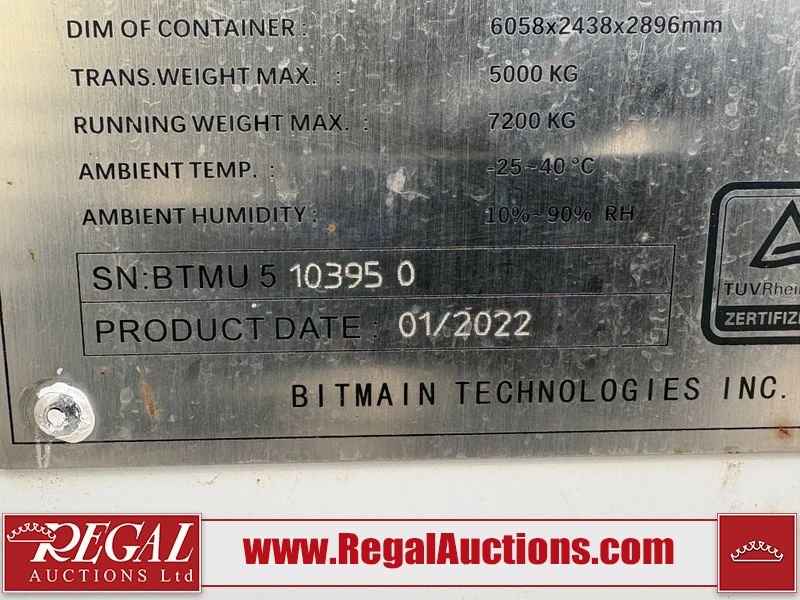 DIM OF CONTAINER : 6058x2438x2896mm
TRANS.WEIGHT MAX. : 5000 KG
RUNNING WEIGHT MAX. : 7200 KG
AMBIENT TEMP. : -25~40°C
AMBIENT HUMIDITY : 10%~90% RH
SN:BTMU 5 10395 0
PRODUCT DATE : 01/2022
TÜVRhei
ZERTIFIZ
BITMAIN TECHNOLOGIES INC.
REGAL
AUCTIONS Ltd
www.RegalAuctions.com